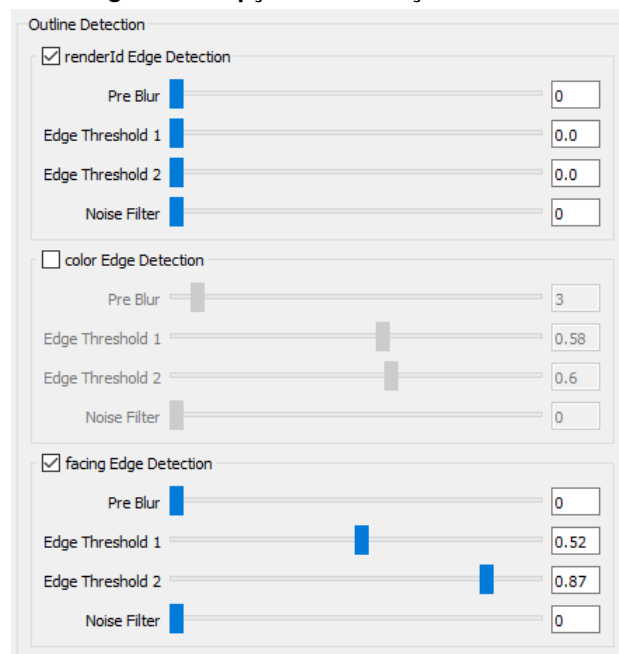 Outline Detection
renderId Edge Detection
Pre Blur 0
Edge Threshold 1 0.0
Edge Threshold 2 0.0
Noise Filter 0
color Edge Detection
Pre Blur 3
Edge Threshold 1 0.58
Edge Threshold 2 0.6
Noise Filter 0
facing Edge Detection
Pre Blur 0
Edge Threshold 1 0.52
Edge Threshold 2 0.87
Noise Filter 0